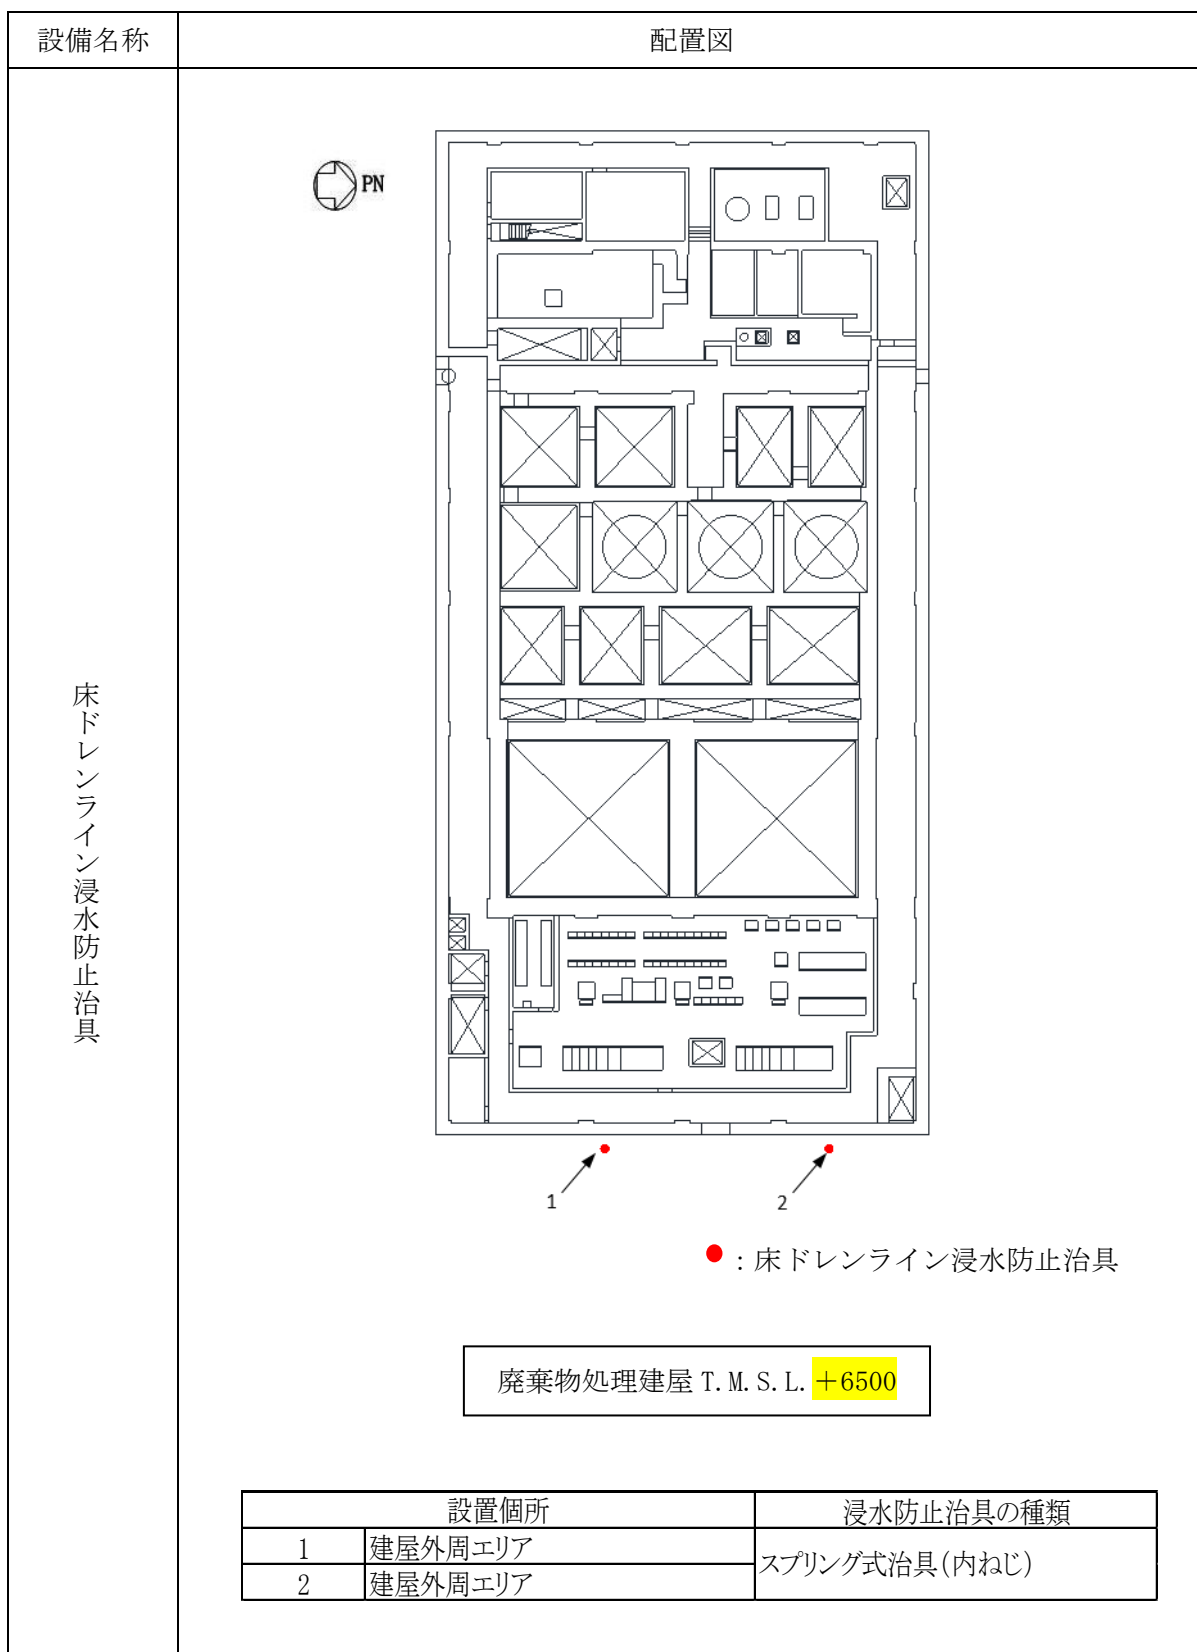 設備名称
配置図
PN
床ドレンライン浸水防止治具
1
2
：床ドレンライン浸水防止治具
廃棄物処理建屋 T.M.S.L.＋6500
設置個所 浸水防止治具の種類
1 建屋外周エリア スプリング式治具(内ねじ)
2 建屋外周エリア